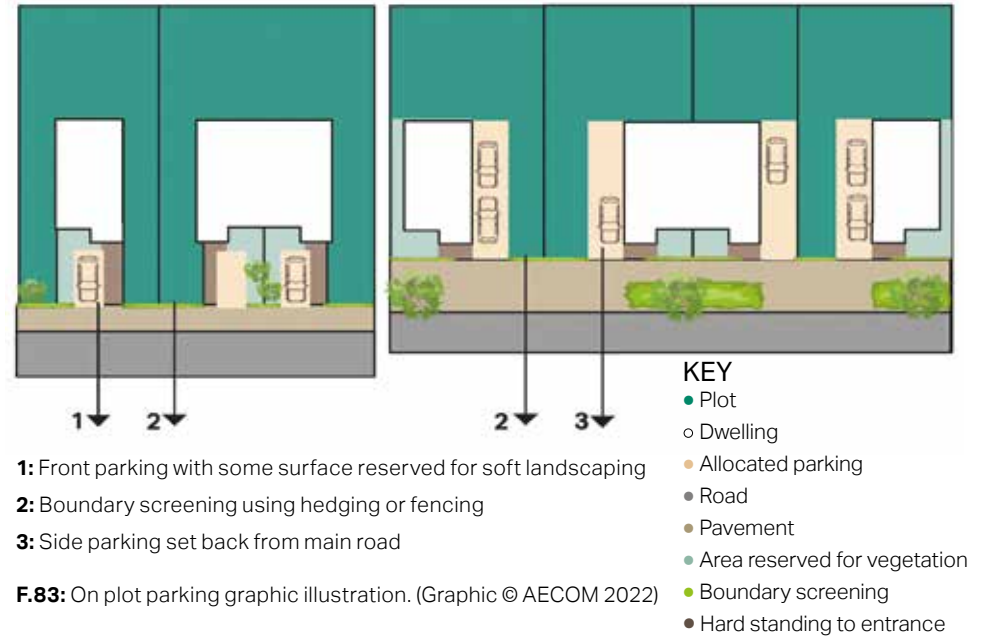 1 2 2 3
1: Front parking with some surface reserved for soft landscaping
2: Boundary screening using hedging or fencing
3: Side parking set back from main road
F.83: On plot parking graphic illustration. (Graphic © AECOM 2022)
KEY
Plot
Dwelling
Allocated parking
Road
Pavement
Area reserved for vegetation
Boundary screening
Hard standing to entrance